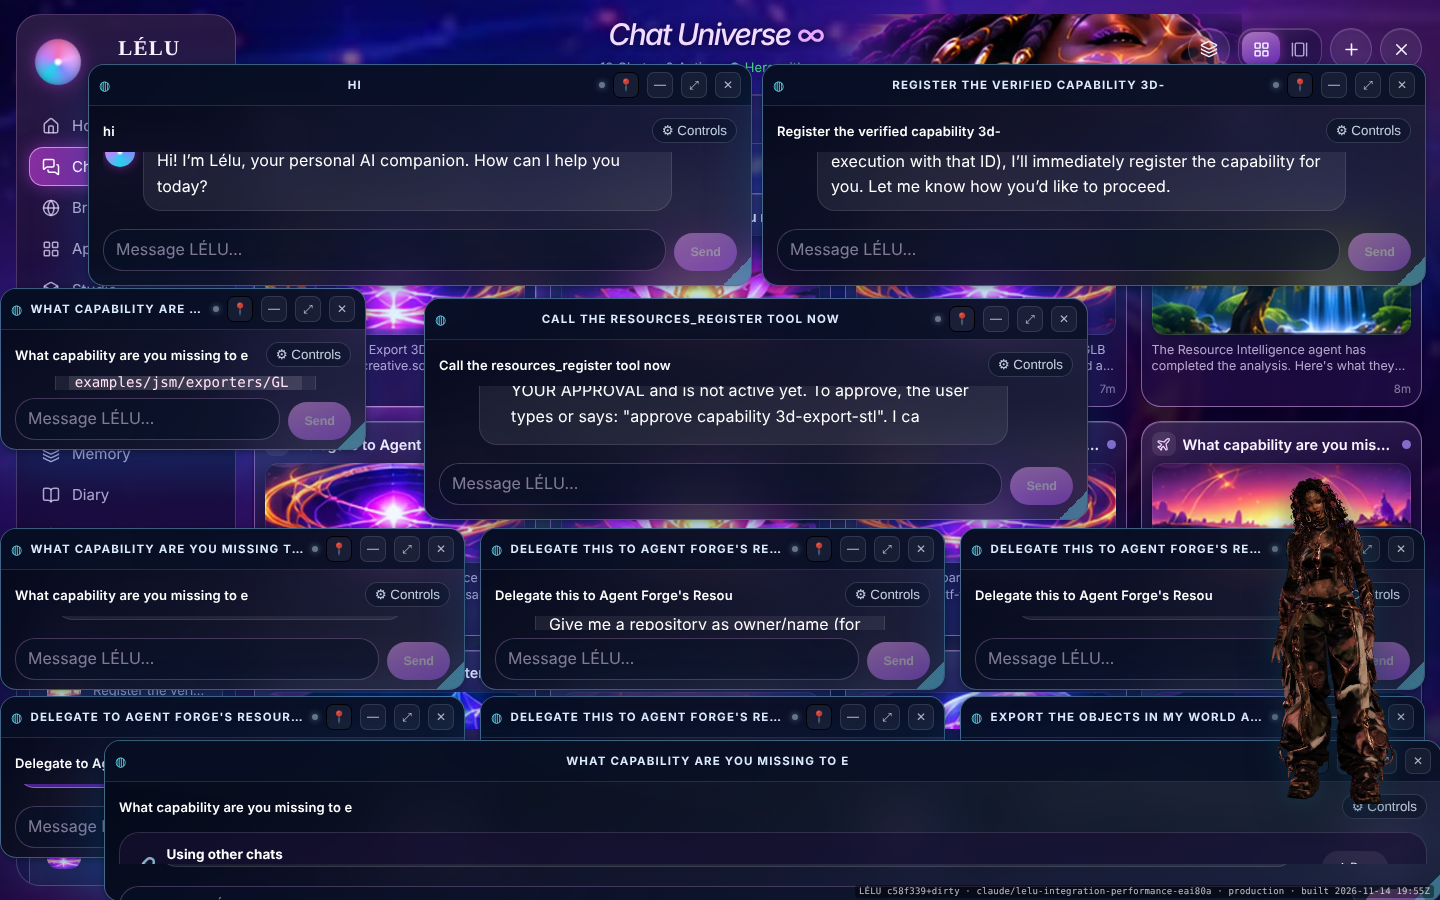 LÉLU
Chat Universe ∞
HI
hi
⚙ Controls
Hi! I'm Lélu, your personal AI companion. How can I help you
today?
Message LÉLU...
Send
REGISTER THE VERIFIED CAPABILITY 3D-
Register the verified capability 3d-
⚙ Controls
execution with that ID), I'll immediately register the capability for
you. Let me know how you'd like to proceed.
Message LÉLU...
Send
WHAT CAPABILITY ARE ...
What capability are you missing to e
⚙ Controls
examples/jsm/exporters/GL
Message LÉLU...
Send
CALL THE RESOURCES_REGISTER TOOL NOW
Call the resources_register tool now
⚙ Controls
YOUR APPROVAL and is not active yet. To approve, the user
types or says: "approve capability 3d-export-stl". I ca
Message LÉLU...
Send
Export 3D
creative.so
GLB
7m
The Resource Intelligence agent has
completed the analysis. Here's what they...
8m
to Agent
What capability are you mis...
Memory
Diary
WHAT CAPABILITY ARE YOU MISSING T...
What capability are you missing to e
⚙ Controls
Message LÉLU...
Send
DELEGATE THIS TO AGENT FORGE'S RE...
Delegate this to Agent Forge's Resou
⚙ Controls
Give me a repository as owner/name (for
Message LÉLU...
Send
DELEGATE THIS TO AGENT FORGE'S RE...
Delegate this to Agent Forge's Resou
Message LÉLU...
Register the veri...
DELEGATE TO AGENT FORGE'S RESOUR...
Delegate to Ag
Message L
DELEGATE THIS TO AGENT FORGE'S RE...
EXPORT THE OBJECTS IN MY WORLD A...
WHAT CAPABILITY ARE YOU MISSING TO E
What capability are you missing to e
⚙ Controls
Using other chats
LÉLU c58f339+dirty · claude/lelu-integration-performance-eai80a · production · built 2026-11-14 19:55Z